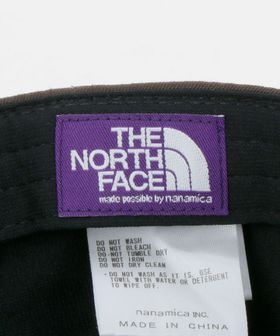 THE
NORTH
FACE
made possible by nanamica
DO NOT WASH
DO NOT BLEACH
DO NOT TUMBLE DRY
DO NOT IRON
DO NOT DRY CLEAN
- DO NOT WASH AS IT IS. USE
TOWEL WITH WATER OR DETERGENT
TO WIPE OFF.
nanamica INC.
MADE IN CHINA